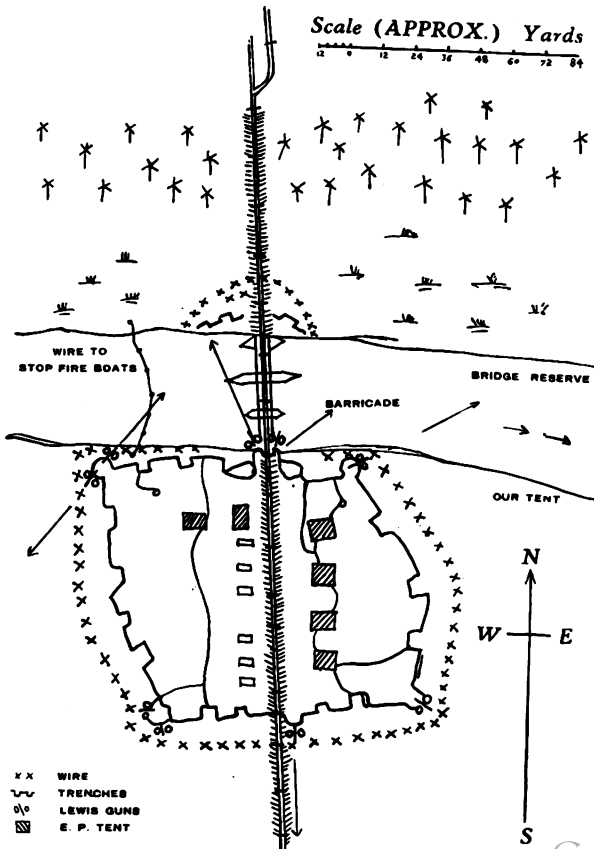 Scale (APPROX.) Yards
12 0 12 24 36 48 60 72 84
WIRE TO
STOP FIRE BOATS
BRIDGE RESERVE
BARRICADE
OUR TENT
N
W E
S
x x WIRE
TRENCHES
LEWIS GUNS
E. P. TENT